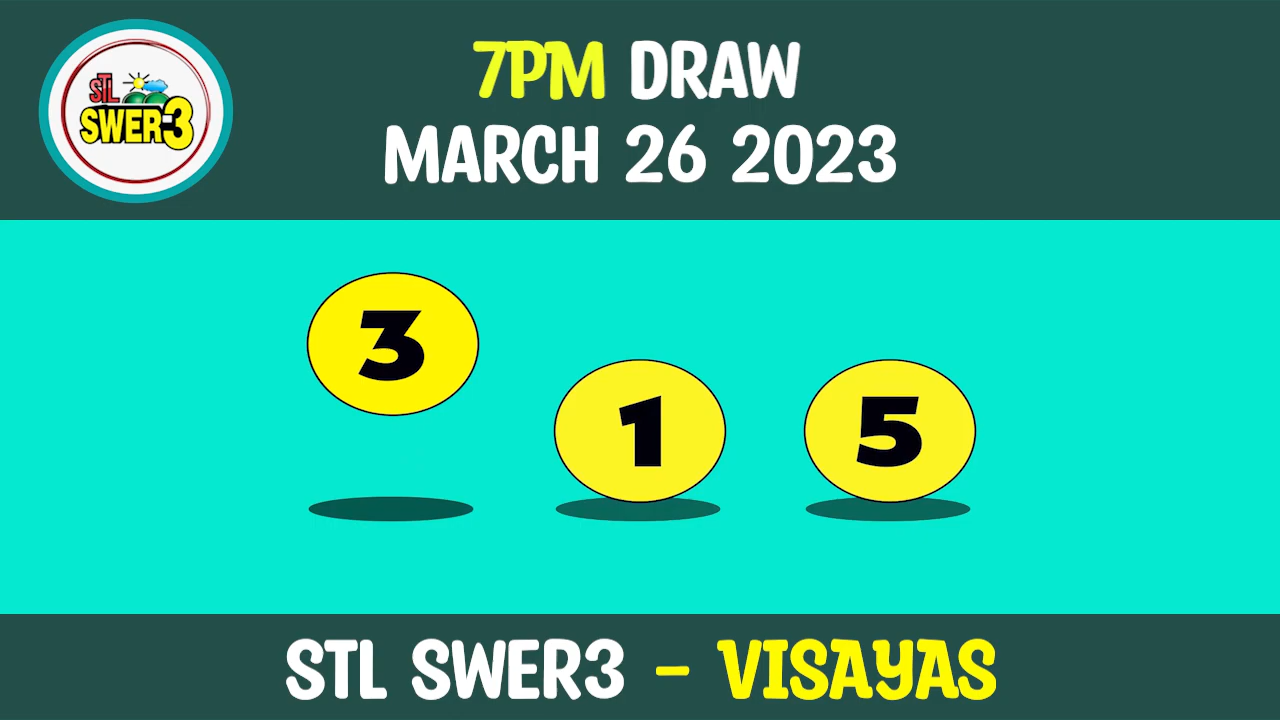 STL
SWER3
7PM DRAW
MARCH 26 2023
3 1 5
STL SWER3 - VISAYAS